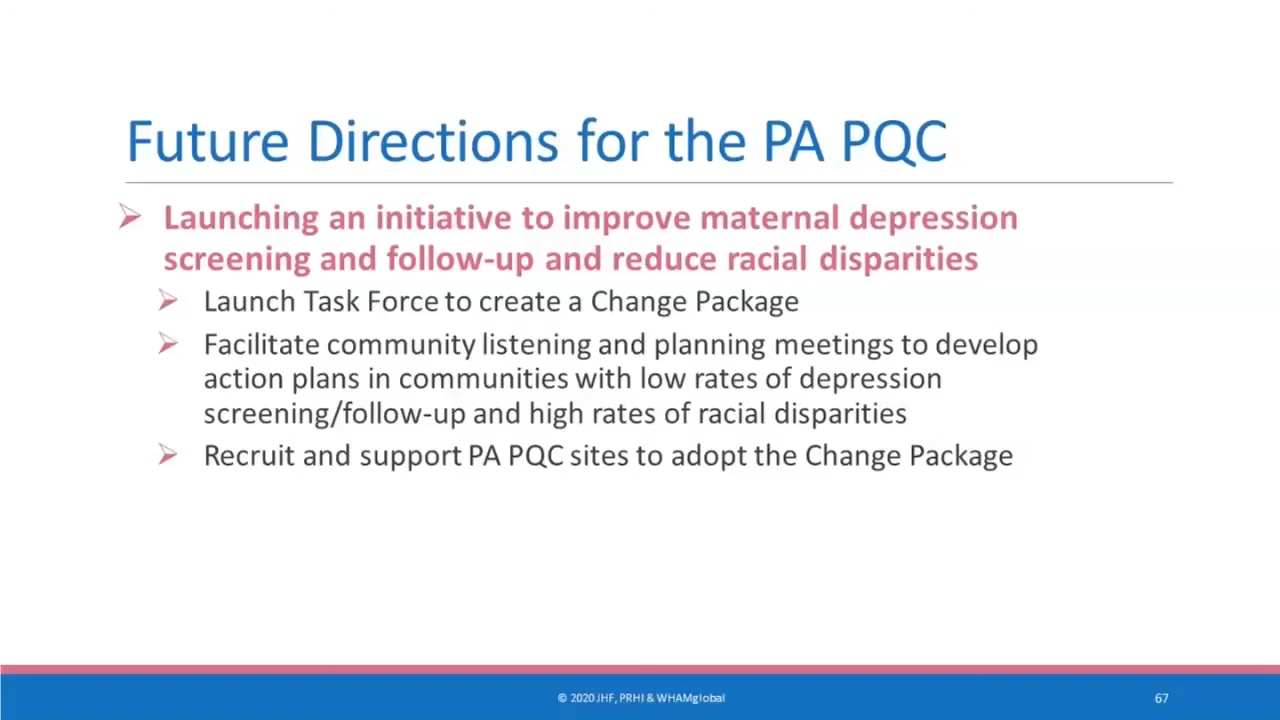 Future Directions for the PA PQC
Launching an initiative to improve maternal depression
screening and follow-up and reduce racial disparities
Launch Task Force to create a Change Package
Facilitate community listening and planning meetings to develop
action plans in communities with low rates of depression
screening/follow-up and high rates of racial disparities
Recruit and support PA PQC sites to adopt the Change Package
© 2020 JHF, PRHI & WHAMglobal
67